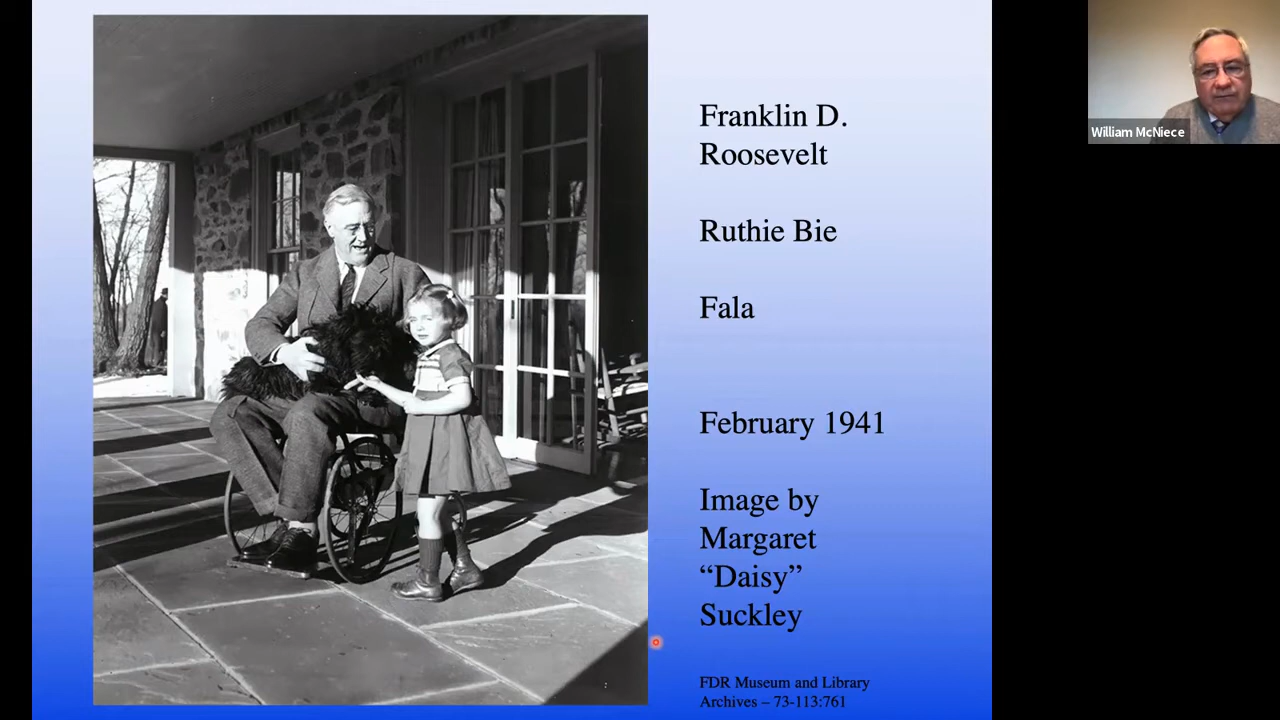 Franklin D.
Roosevelt
Ruthie Bie
Fala
February 1941
Image by
Margaret
“Daisy”
Suckley
FDR Museum and Library
Archives – 73-113:761
William McNiece